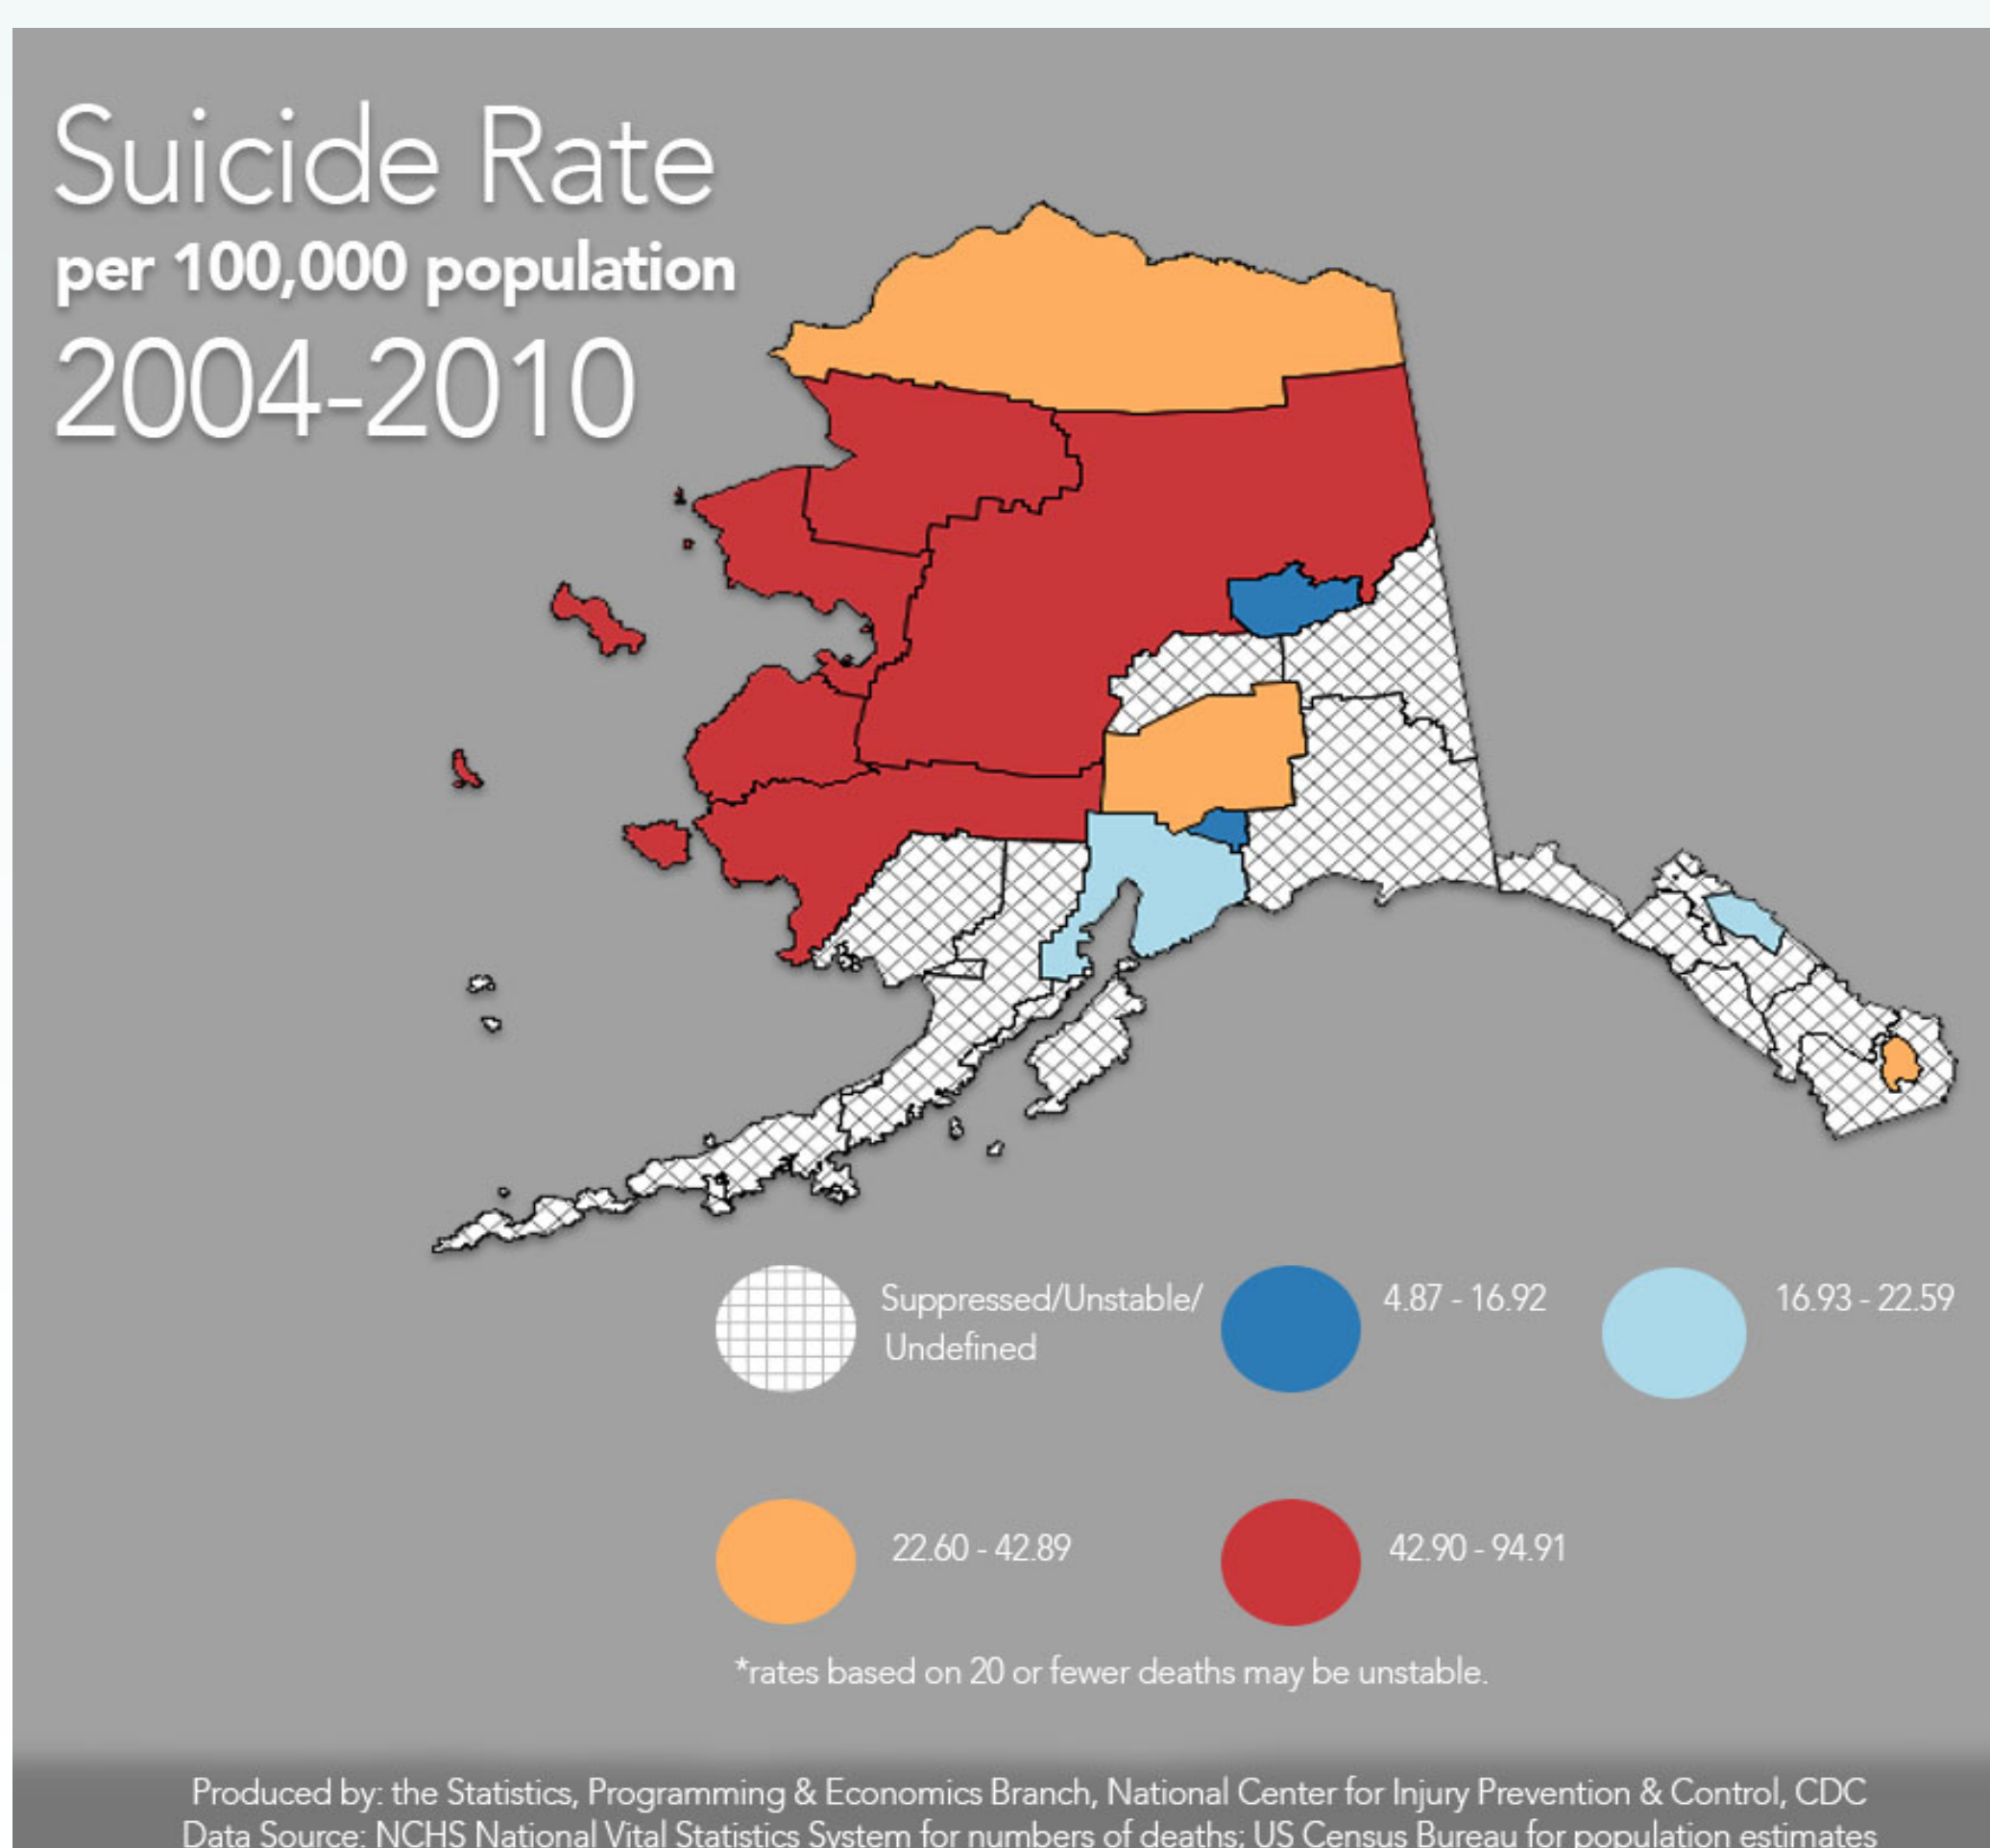 Suicide Rate
per 100,000 population
2004-2010
Suppressed/Unstable/
Undefined
4.87 - 16.92
16.93 - 22.59
22.60 - 42.89
42.90 - 94.91
*rates based on 20 or fewer deaths may be unstable.
Produced by: the Statistics, Programming & Economics Branch, National Center for Injury Prevention & Control, CDC
Data Source: NCHS National Vital Statistics System for numbers of deaths; US Census Bureau for population estimates